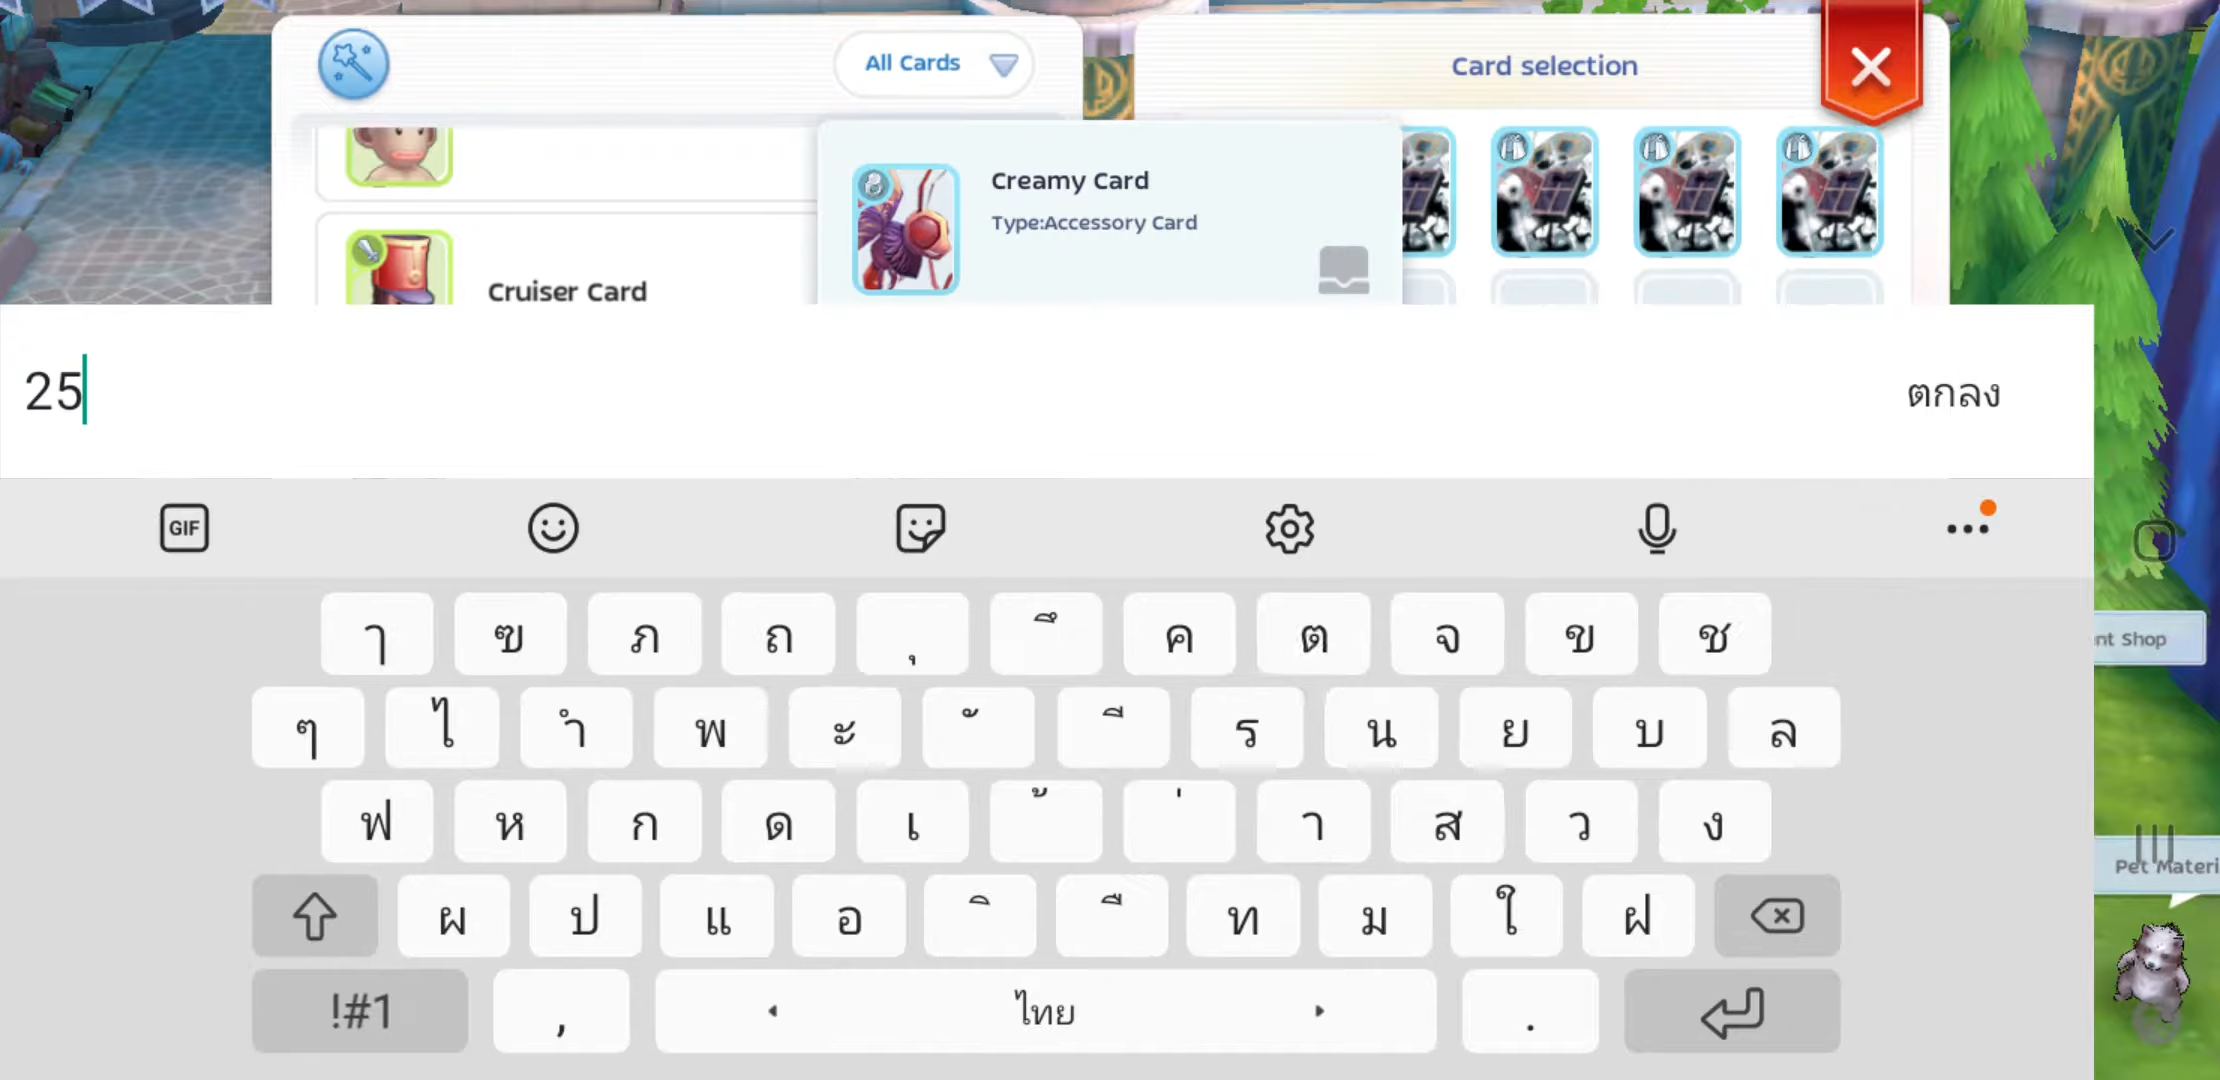 All Cards
Card selection
Creamy Card
Type:Accessory Card
Cruiser Card
25
ตกลง
GIF
ๅ ฃ ภ ถ ุ ึ ค ต จ ข ช
ๆ ไ ำ พ ะ ั ี ร น ย บ ล
ฟ ห ก ด เ ้ ่ า ส ว ง
ผ ป แ อ ิ ื ท ม ใ ฝ
!#1 , ไทย .
nt Shop
Pet Materi